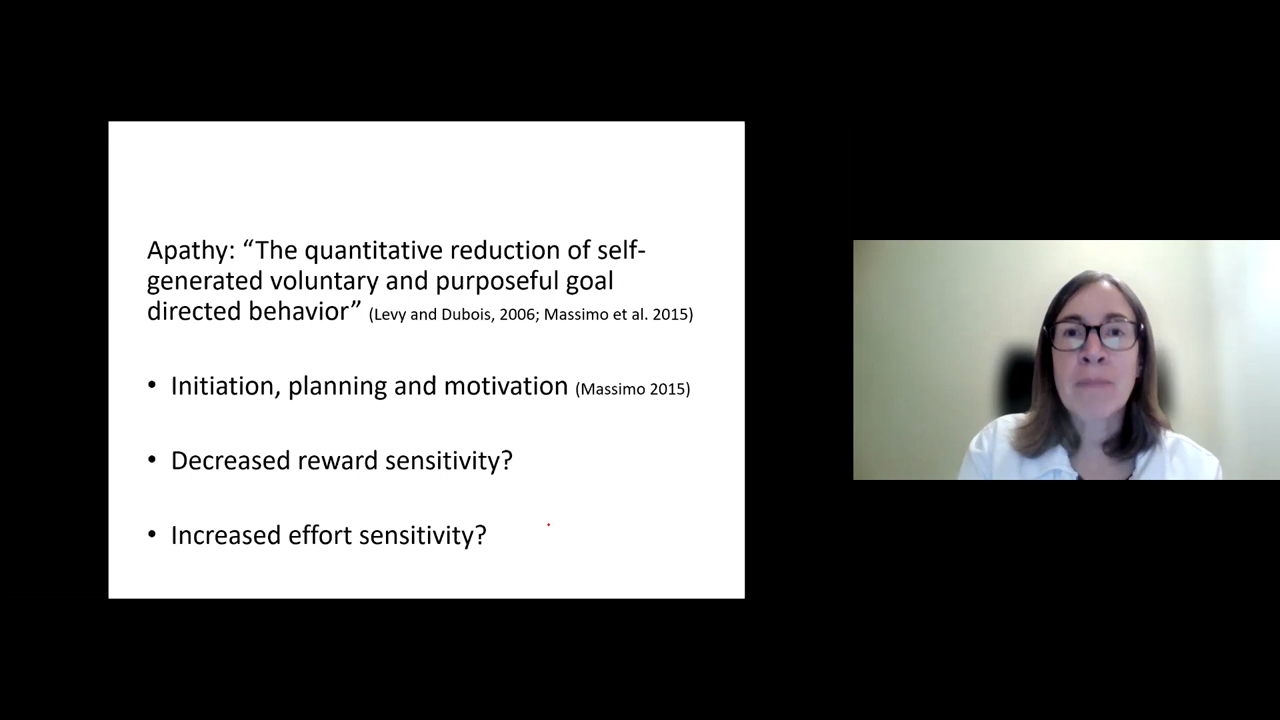 Apathy: “The quantitative reduction of self-
generated voluntary and purposeful goal
directed behavior” (Levy and Dubois, 2006; Massimo et al. 2015)
• Initiation, planning and motivation (Massimo 2015)
• Decreased reward sensitivity?
• Increased effort sensitivity?